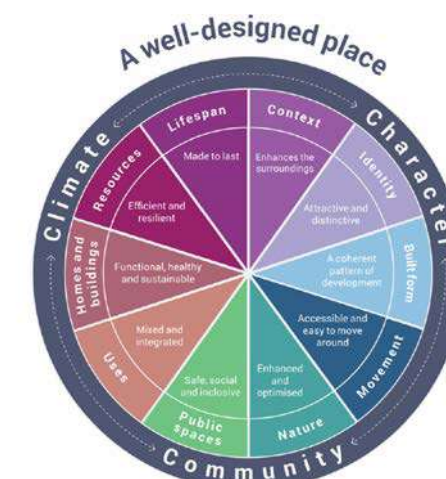 A well-designed place
Climate
Character
Community
Context
Enhances the
surroundings
Identity
Attractive and
distinctive
Built form
A coherent
pattern of
development
Movement
Accessible and
easy to move
around
Nature
Enhanced
and
optimised
Public
spaces
Safe, social
and inclusive
Uses
Mixed and
integrated
Homes and
buildings
Functional, healthy
and sustainable
Resources
Efficient and
resilient
Lifespan
Made to last